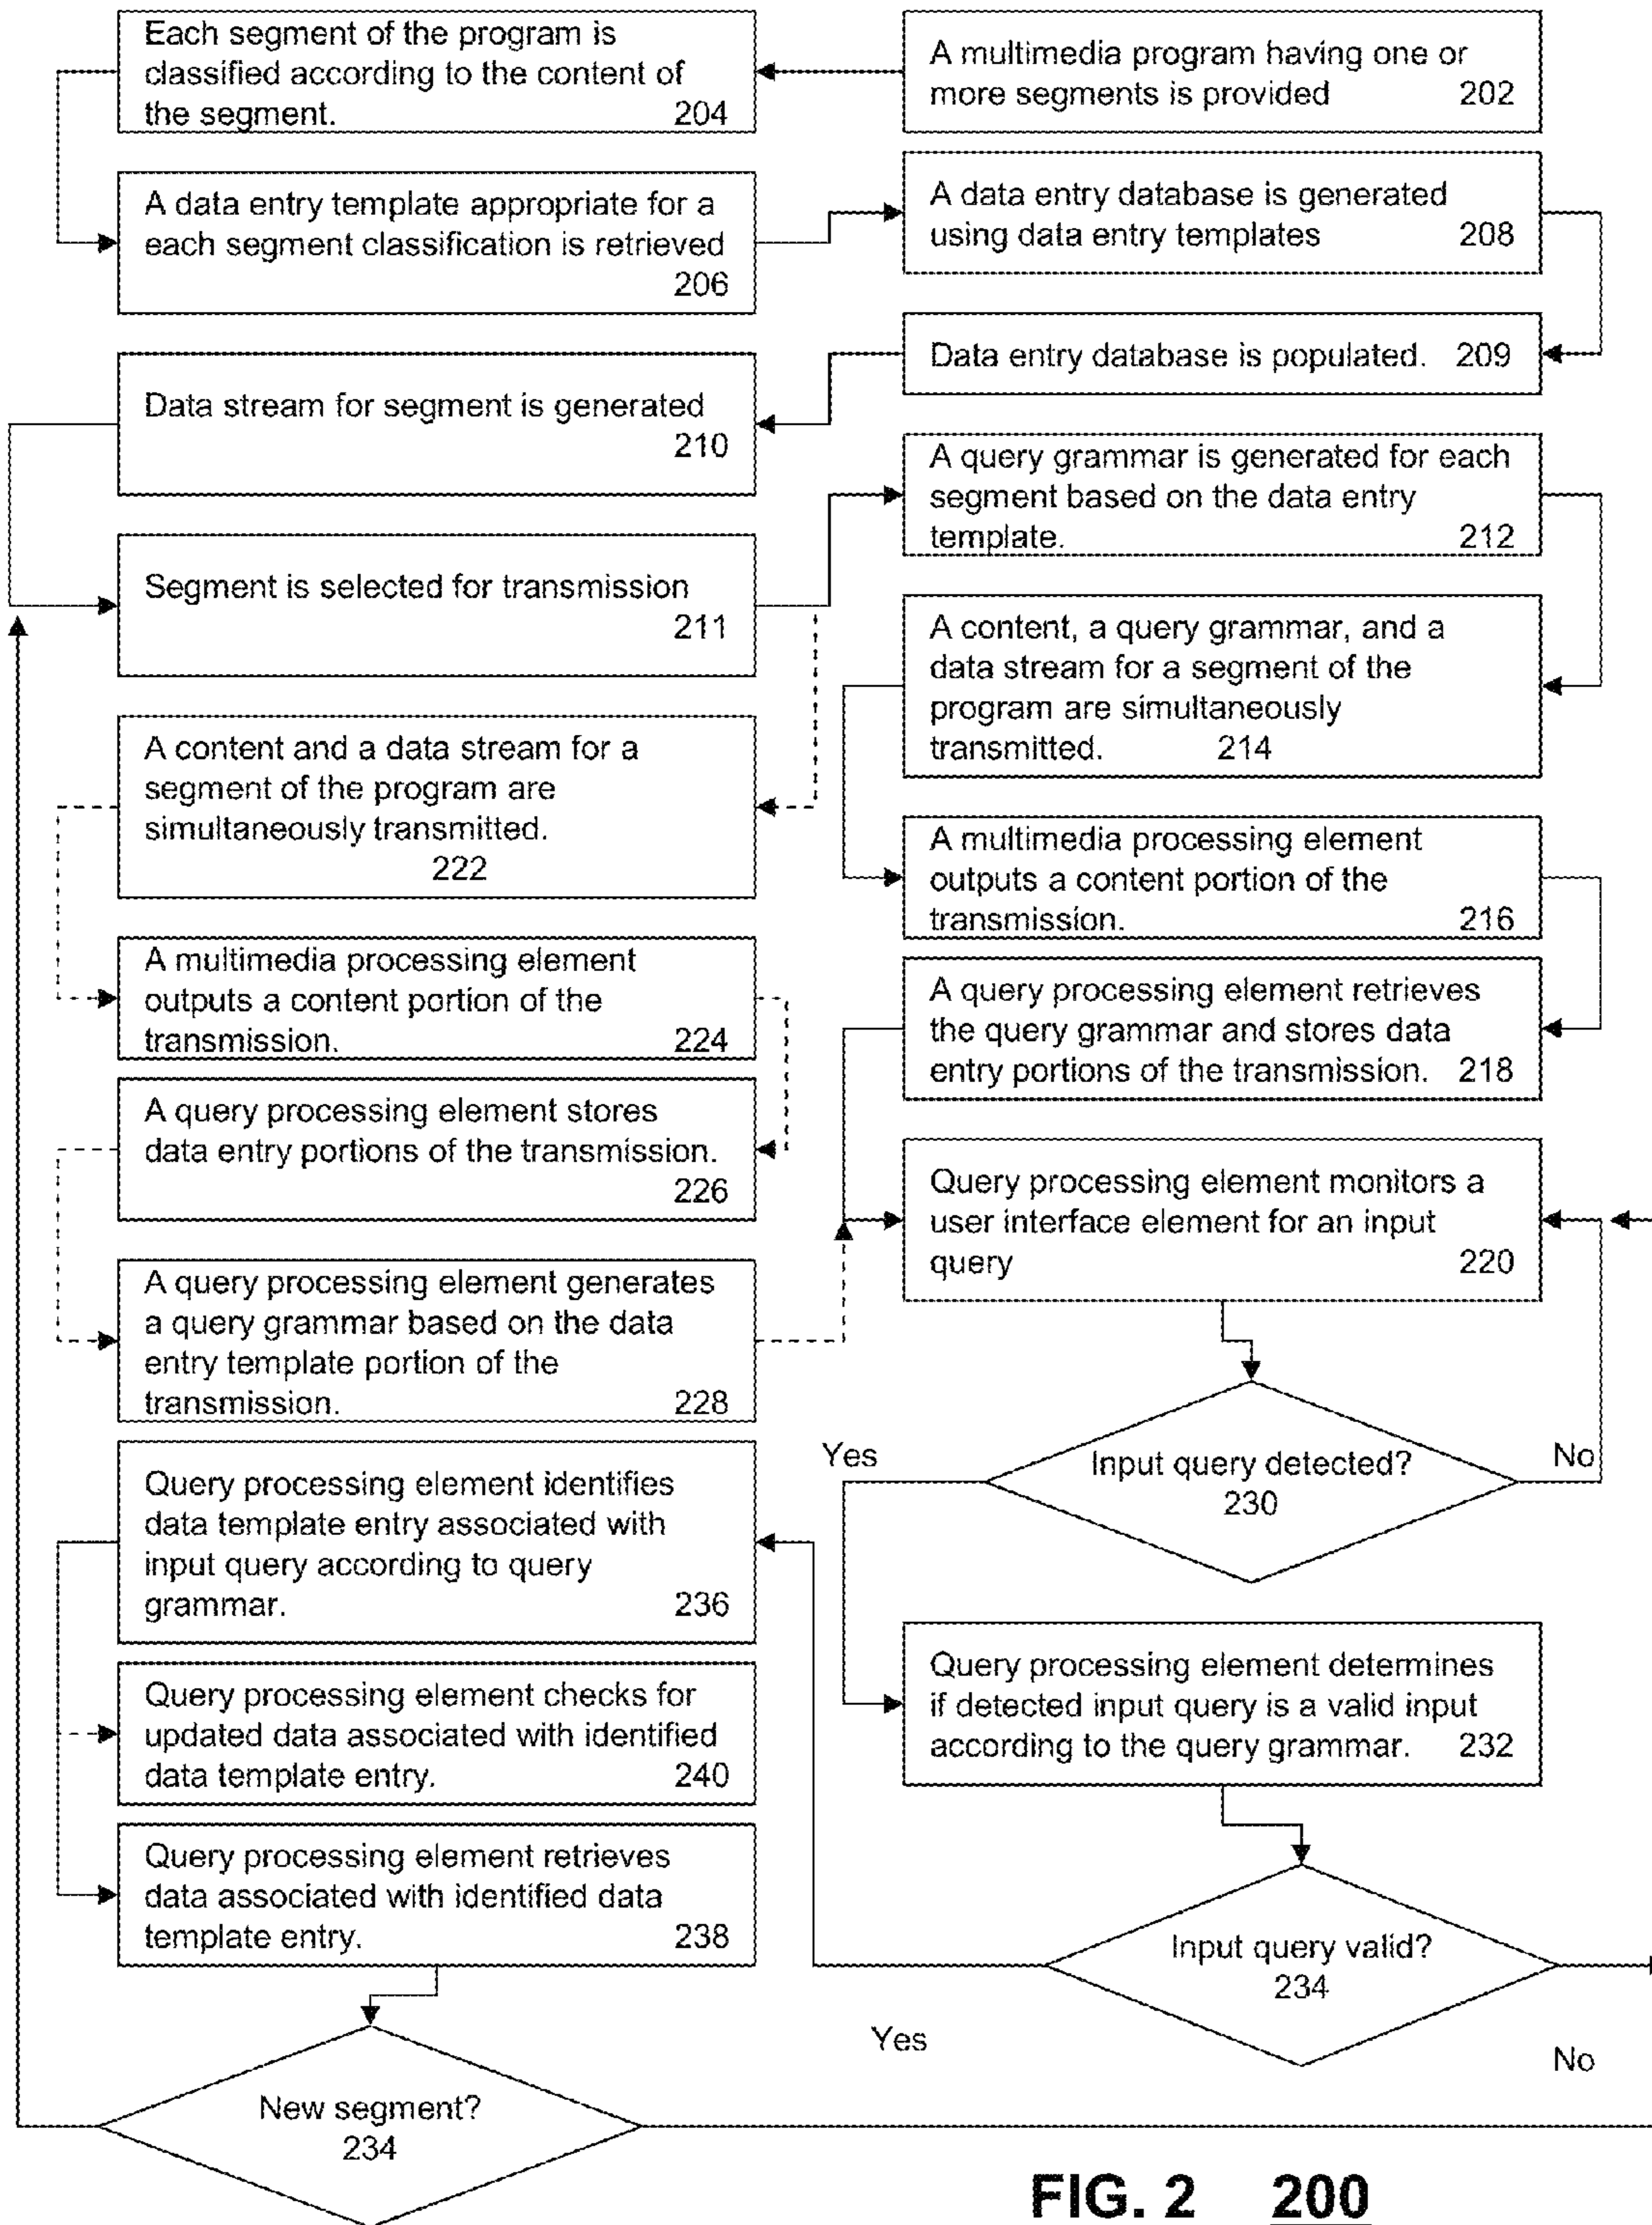 Each segment of the program is
classified according to the content of
the segment. 204
A multimedia program having one or
more segments is provided 202
A data entry template appropriate for a
each segment classification is retrieved
206
A data entry database is generated
using data entry templates 208
Data entry database is populated. 209
Data stream for segment is generated
210
A query grammar is generated for each
segment based on the data entry
template. 212
Segment is selected for transmission
211
A content, a query grammar, and a
data stream for a segment of the
program are simultaneously
transmitted. 214
A content and a data stream for a
segment of the program are
simultaneously transmitted.
222
A multimedia processing element
outputs a content portion of the
transmission. 216
A multimedia processing element
outputs a content portion of the
transmission. 224
A query processing element retrieves
the query grammar and stores data
entry portions of the transmission. 218
A query processing element stores
data entry portions of the transmission.
226
Query processing element monitors a
user interface element for an input
query 220
A query processing element generates
a query grammar based on the data
entry template portion of the
transmission. 228
Yes
Input query detected?
230
No
Query processing element identifies
data template entry associated with
input query according to query
grammar. 236
Query processing element determines
if detected input query is a valid input
according to the query grammar. 232
Query processing element checks for
updated data associated with identified
data template entry. 240
Query processing element retrieves
data associated with identified data
template entry. 238
Input query valid?
234
Yes
No
New segment?
234
FIG. 2 200